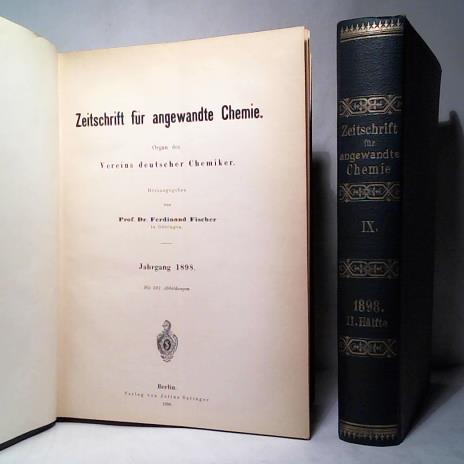 Zeitschrift für angewandte Chemie.
Organ des
Vereins deutscher Chemiker.
Herausgegeben
von
Prof. Dr. Ferdinand Fischer
in Göttingen.
Jahrgang 1898.
Abbildungen.
Berlin.
Verlag von Julius Springer
1898.
Zeitschrift
für
angewandte
Chemie
IX.
1898.
II. Hälfte